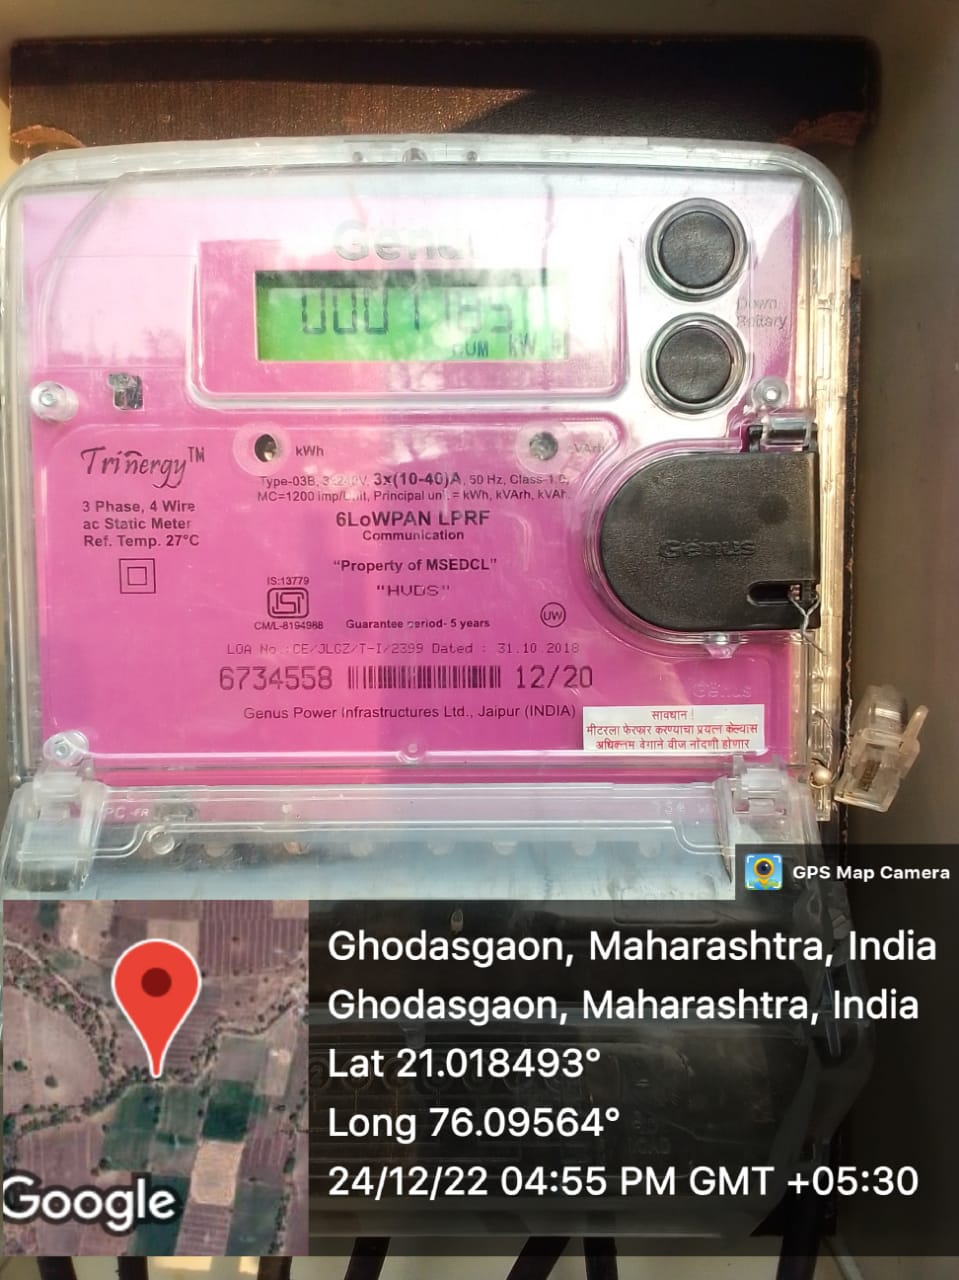 Genus
CUM kW
Down
Battery
kWh
kVArh
Trinergy™
3 Phase, 4 Wire
ac Static Meter
Ref. Temp. 27°C
Type-03B, 3x(10-40)A, 50 Hz, Class-1.0,
MC=1200 imp/Unit, Principal unit = kWh, kVArh, kVAh
6LoWPAN LPRF
Communication
"Property of MSEDCL"
"HVDS"
IS:13779
CM/L-8194988
Guarantee period- 5 years
UW
Genus
LOA No.:CE/JLGZ/T-I/2399 Dated : 31.10.2018
6734558 12/20
Genus
Genus Power Infrastructures Ltd., Jaipur (INDIA)
सावधान !
मीटरला फेरफार करण्याचा प्रयत्न केल्यास
अधिकतम वेगाने वीज नोंदणी होणार
GPS Map Camera
Ghodasgaon, Maharashtra, India
Ghodasgaon, Maharashtra, India
Lat 21.018493°
Long 76.09564°
24/12/22 04:55 PM GMT +05:30
Google